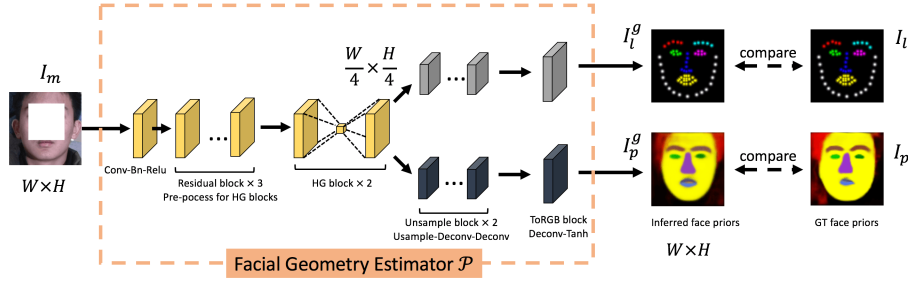 I_m
W×H
Conv-Bn-Relu
Residual block × 3
Pre-pocess for HG blocks
HG block × 2
W/4 × H/4
Unsample block × 2
Usample-Deconv-Deconv
ToRGB block
Deconv-Tanh
I_l^g
compare
I_l
I_p^g
compare
I_p
Inferred face priors
GT face priors
W×H
Facial Geometry Estimator 𝒫